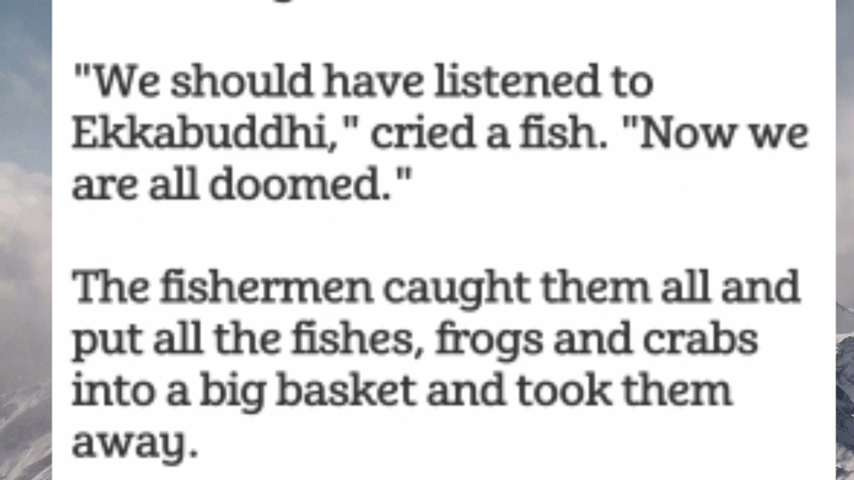 "We should have listened to
Ekkabuddhi," cried a fish. "Now we
are all doomed."
The fishermen caught them all and
put all the fishes, frogs and crabs
into a big basket and took them
away.